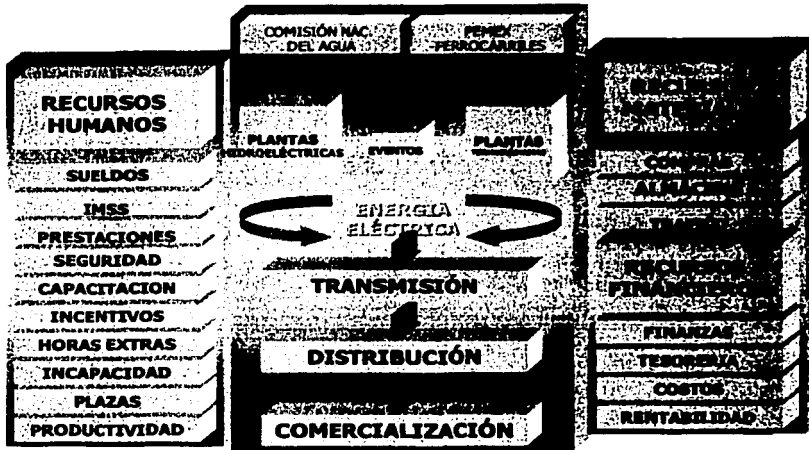 COMISIÓN NAC.
DEL AGUA
PEMEX
FERROCARRILES
RECURSOS
HUMANOS
SUELDOS
IMSS
PRESTACIONES
SEGURIDAD
CAPACITACION
INCENTIVOS
HORAS EXTRAS
INCAPACIDAD
PLAZAS
PRODUCTIVIDAD
PLANTAS
HIDROELÉCTRICAS
EVENTOS
PLANTAS
ENERGIA
ELÉCTRICA
TRANSMISIÓN
DISTRIBUCIÓN
COMERCIALIZACIÓN
COMPRAS
FINANZAS
TESORERIA
COSTOS
RENTABILIDAD